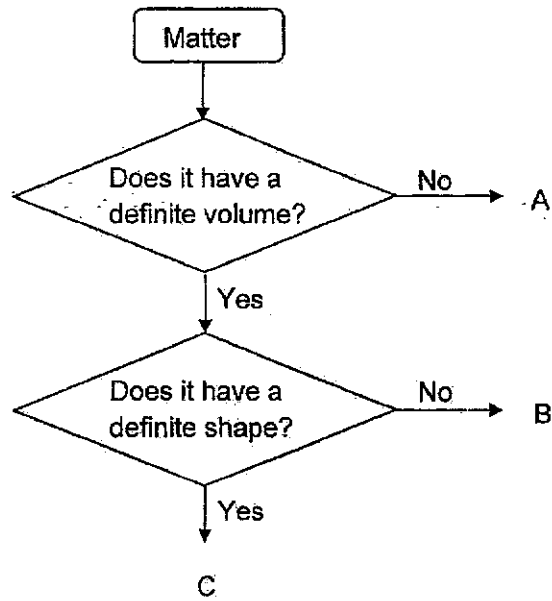 Matter
Does it have a
definite volume?
No
A
Yes
Does it have a
definite shape?
No
B
Yes
C